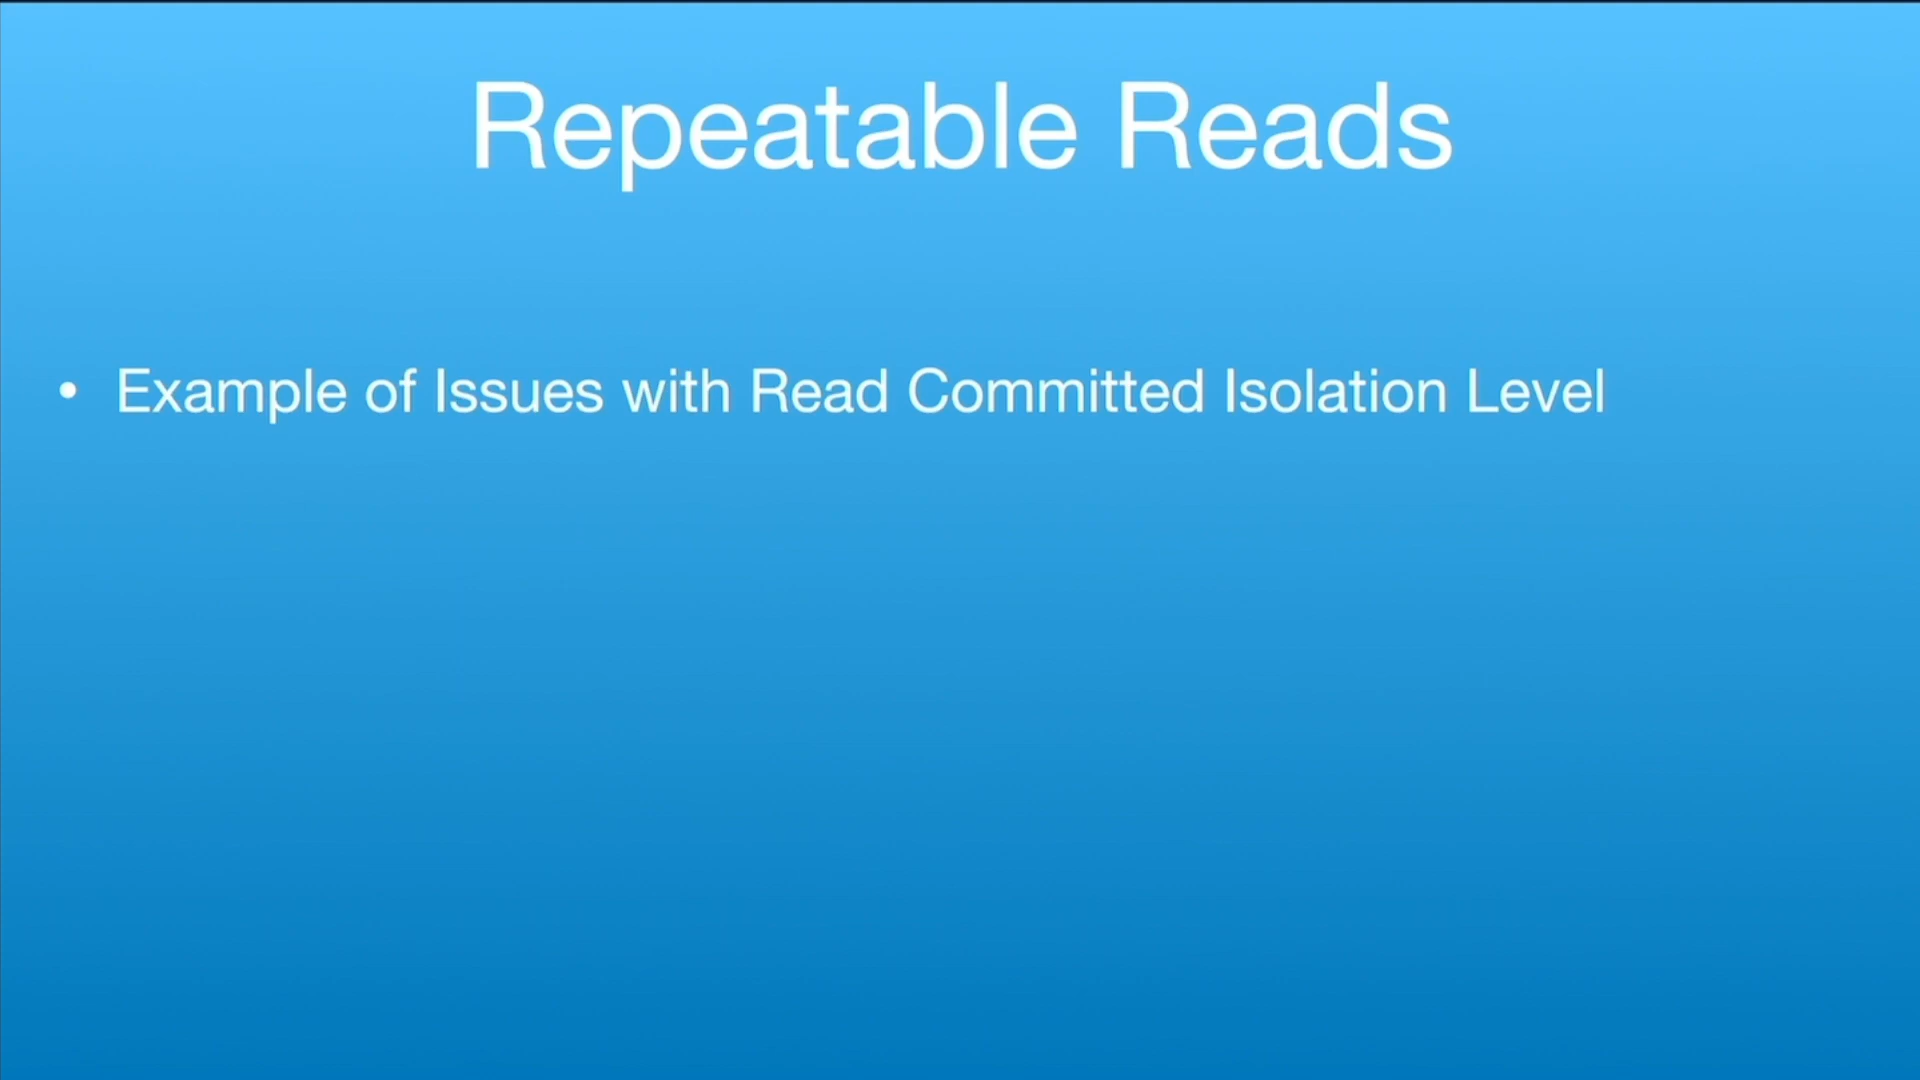 Repeatable Reads
• Example of Issues with Read Committed Isolation Level